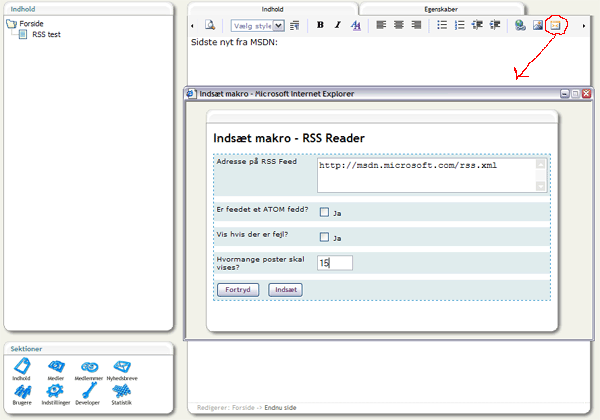 Indhold
Forside
RSS test
Indhold
Egenskaber
Vælg style
B I
Sidste nyt fra MSDN:
Indsæt makro - Microsoft Internet Explorer
Indsæt makro - RSS Reader
Adresse på RSS Feed
http://msdn.microsoft.com/rss.xml
Er feedet et ATOM fedd?
Ja
Vis hvis der er fejl?
Ja
Hvormange poster skal
vises?
15
Fortryd
Indsæt
Sektioner
Indhold Medier Medlemmer Nyhedsbreve
Brugere Indstillinger Developer Statistik
Redigerer: Forside -> Endnu side